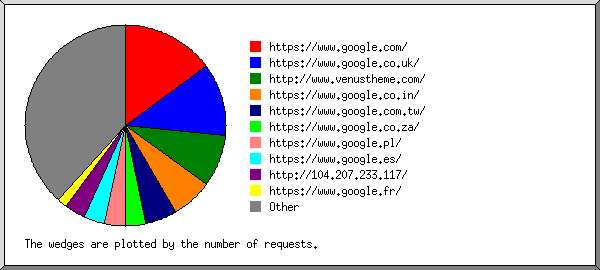 https://www.google.com/
https://www.google.co.uk/
http://www.venustheme.com/
https://www.google.co.in/
https://www.google.com.tw/
https://www.google.co.za/
https://www.google.pl/
https://www.google.es/
http://104.207.233.117/
https://www.google.fr/
Other
The wedges are plotted by the number of requests.